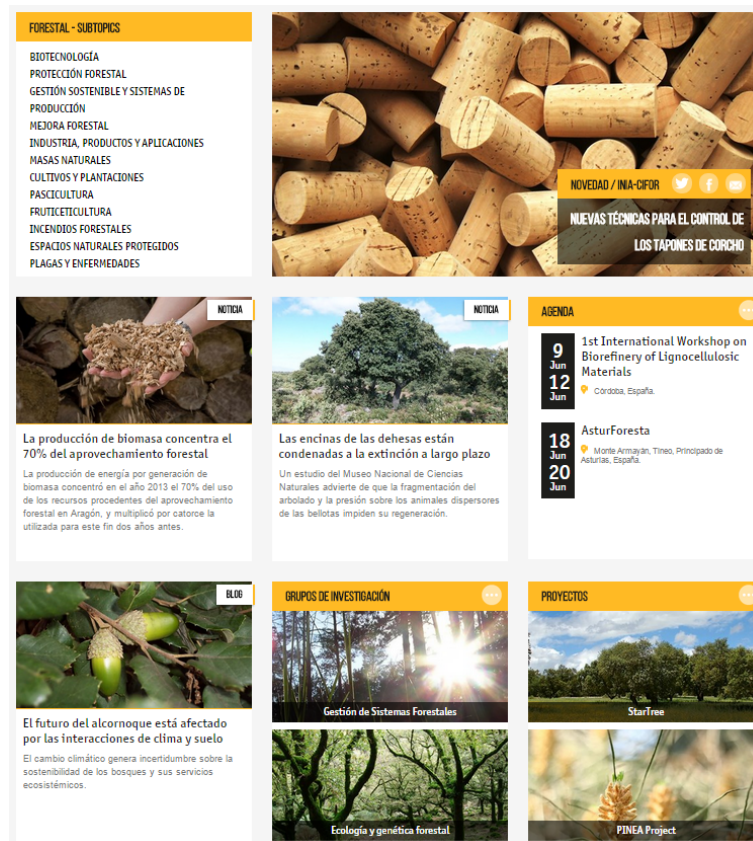 FORESTAL - SUBTOPICS
BIOTECNOLOGÍA
PROTECCIÓN FORESTAL
GESTIÓN SOSTENIBLE Y SISTEMAS DE
PRODUCCIÓN
MEJORA FORESTAL
INDUSTRIA, PRODUCTOS Y APLICACIONES
MASAS NATURALES
CULTIVOS Y PLANTACIONES
PASCICULTURA
FRUTICETICULTURA
INCENDIOS FORESTALES
ESPACIOS NATURALES PROTEGIDOS
PLAGAS Y ENFERMEDADES
NOVEDAD / INIA-CIFOR
NUEVAS TÉCNICAS PARA EL CONTROL DE
LOS TAPONES DE CORCHO
NOTICIA
La producción de biomasa concentra el
70% del aprovechamiento forestal
La producción de energía por generación de
biomasa concentró en el año 2013 el 70% del uso
de los recursos procedentes del aprovechamiento
forestal en Aragón, y multiplicó por catorce la
utilizada para este fin dos años antes.
NOTICIA
Las encinas de las dehesas están
condenadas a la extinción a largo plazo
Un estudio del Museo Nacional de Ciencias
Naturales advierte de que la fragmentación del
arbolado y la presión sobre los animales dispersores
de las bellotas impiden su regeneración.
AGENDA
9
Jun
12
Jun
1st International Workshop on
Biorefinery of Lignocellulosic
Materials
Córdoba, España.
18
Jun
20
Jun
AsturForesta
Monte Armayán, Tineo, Principado de
Asturias, España.
BLOG
El futuro del alcornoque está afectado
por las interacciones de clima y suelo
El cambio climático genera incertidumbre sobre la
sostenibilidad de los bosques y sus servicios
ecosistémicos.
GRUPOS DE INVESTIGACIÓN
Gestión de Sistemas Forestales
Ecología y genética forestal
PROYECTOS
StarTree
PINEA Project